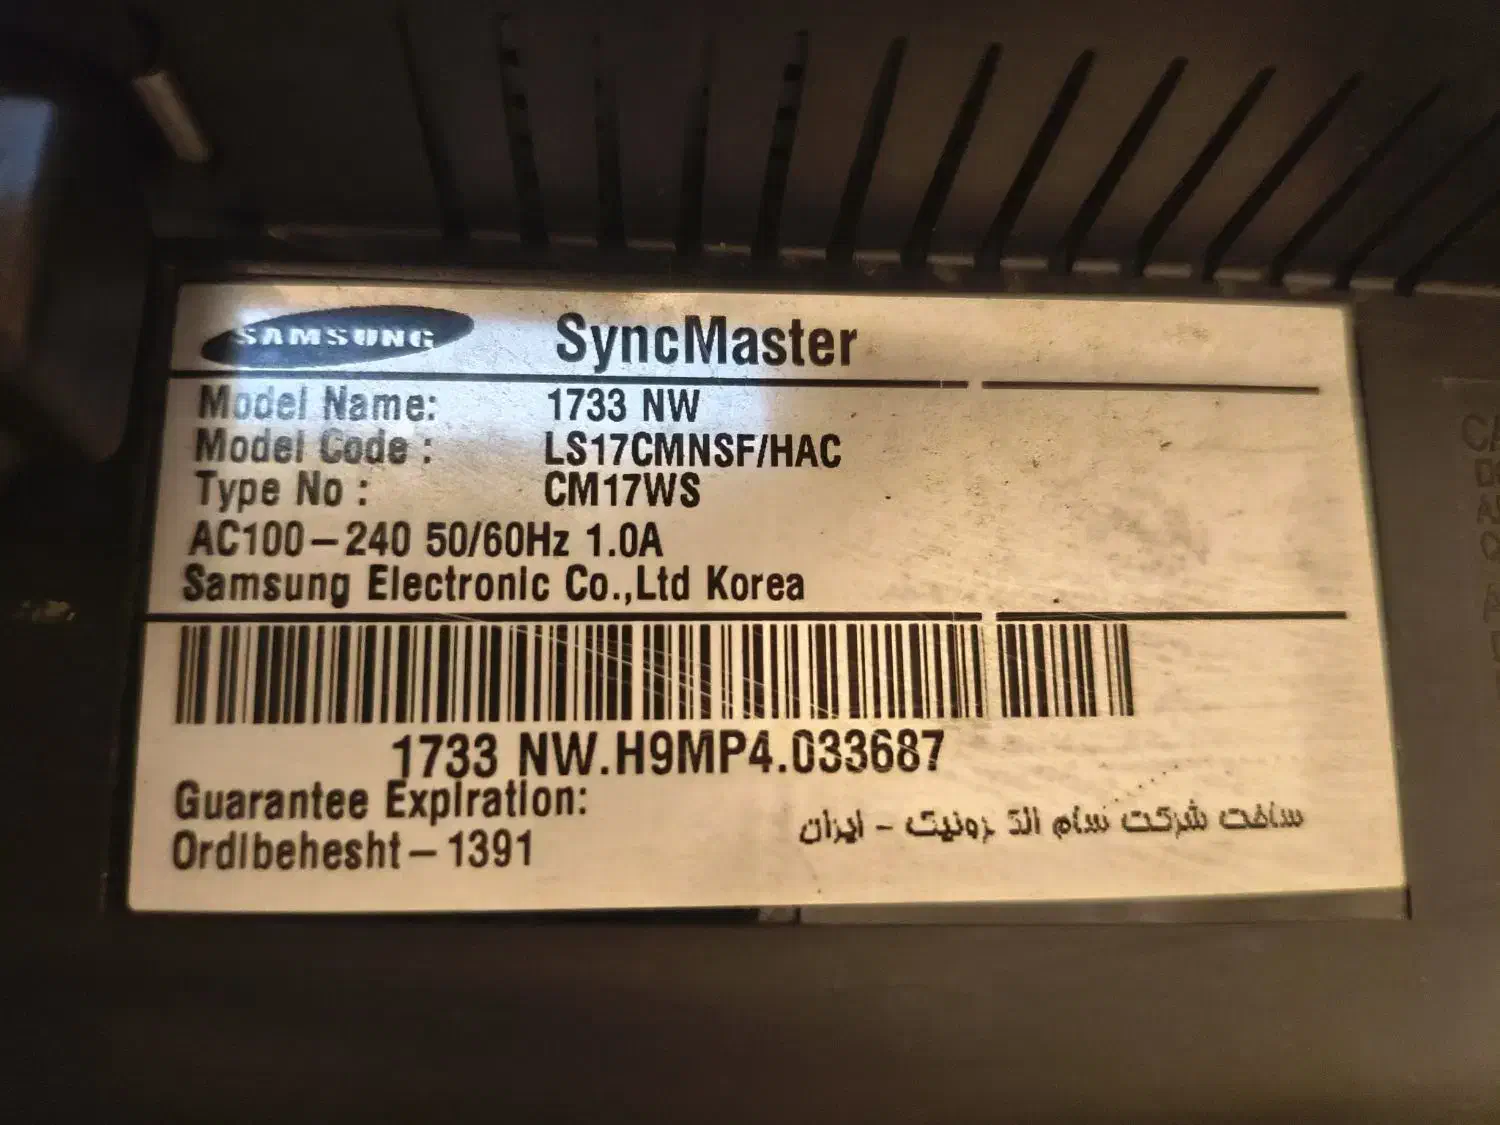 SAMSUNG SyncMaster
Model Name: 1733 NW
Model Code : LS17CMNSF/HAC
Type No : CM17WS
AC100-240 50/60Hz 1.0A
Samsung Electronic Co.,Ltd Korea
1733 NW.H9MP4.033687
Guarantee Expiration:
Ordibehesht-1391
ساخت شرکت سام الکترونیک - ایران